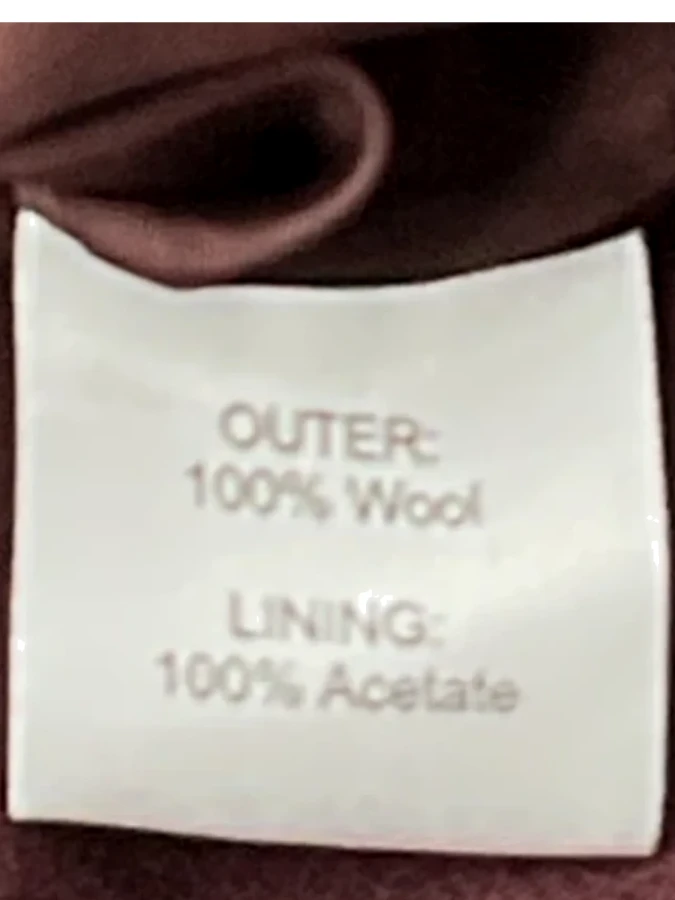 OUTER:
100% Wool
LINING:
100% Acetate